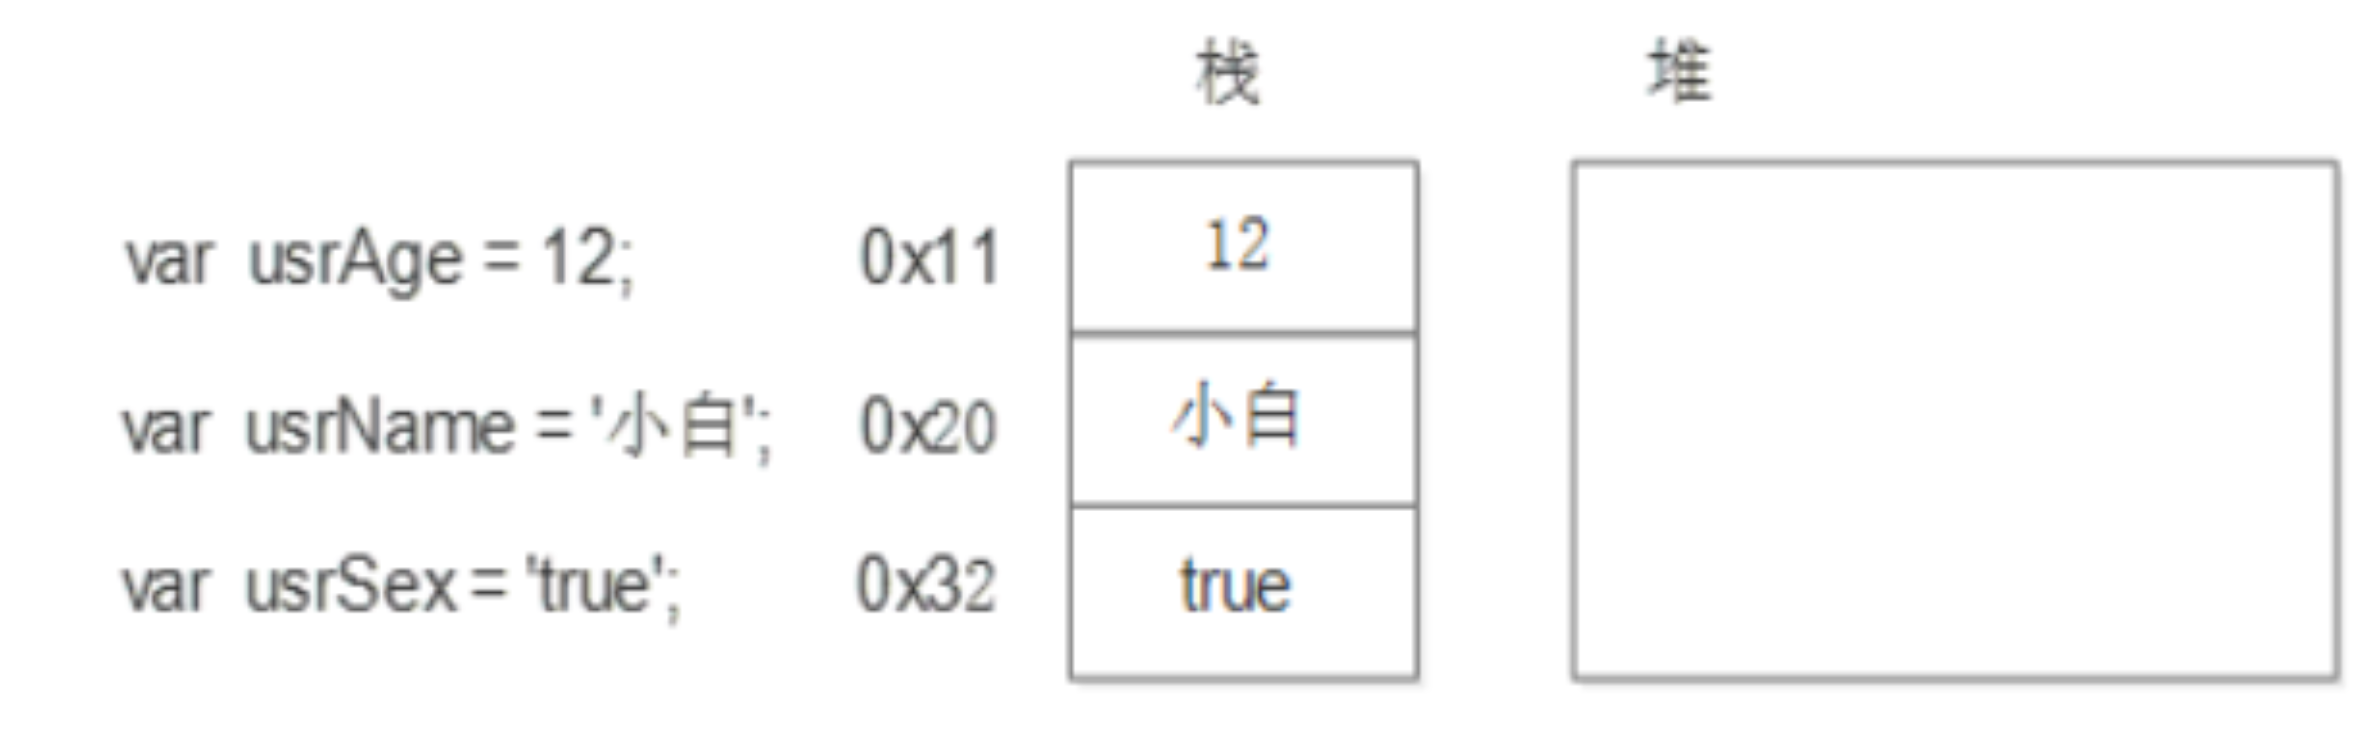 栈 堆
var usrAge = 12; 0x11 12
var usrName = '小白'; 0x20 小白
var usrSex = 'true'; 0x32 true